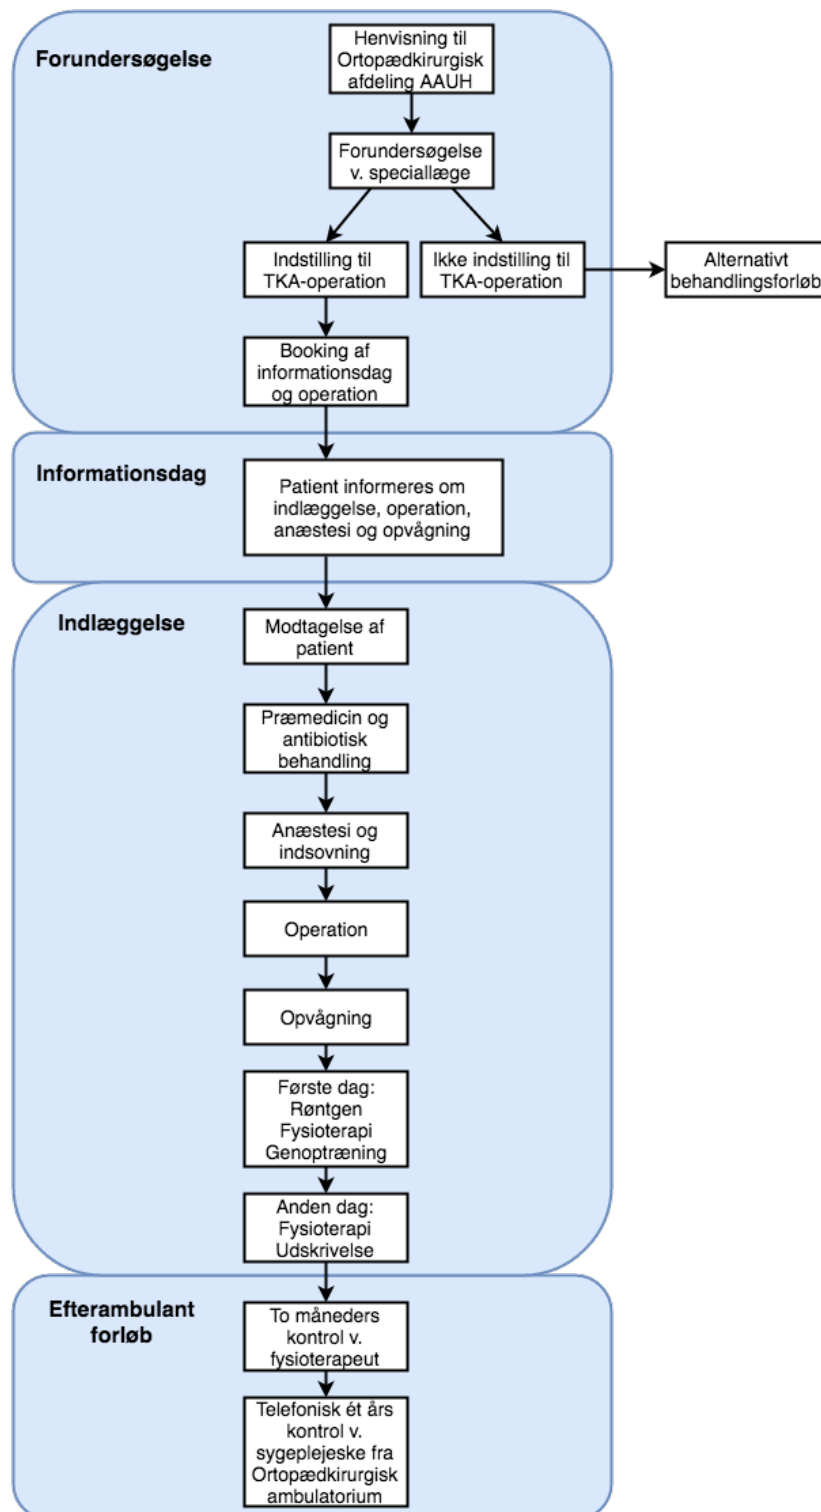 Forundersøgelse
Henvisning til
Ortopædkirurgisk
afdeling AAUH
Forundersøgelse
v. speciallæge
Indstilling til
TKA-operation
Ikke indstilling til
TKA-operation
Alternativt
behandlingsforløb
Booking af
informationsdag
og operation
Informationsdag
Patient informeres om
indlæggelse, operation,
anæstesi og opvågning
Indlæggelse
Modtagelse af
patient
Præmedicin og
antibiotisk
behandling
Anæstesi og
indsovning
Operation
Opvågning
Første dag:
Røntgen
Fysioterapi
Genoptræning
Anden dag:
Fysioterapi
Udskrivelse
Efterambulant
forløb
To måneders
kontrol v.
fysioterapeut
Telefonisk ét års
kontrol v.
sygeplejeske fra
Ortopædkirurgisk
ambulatorium